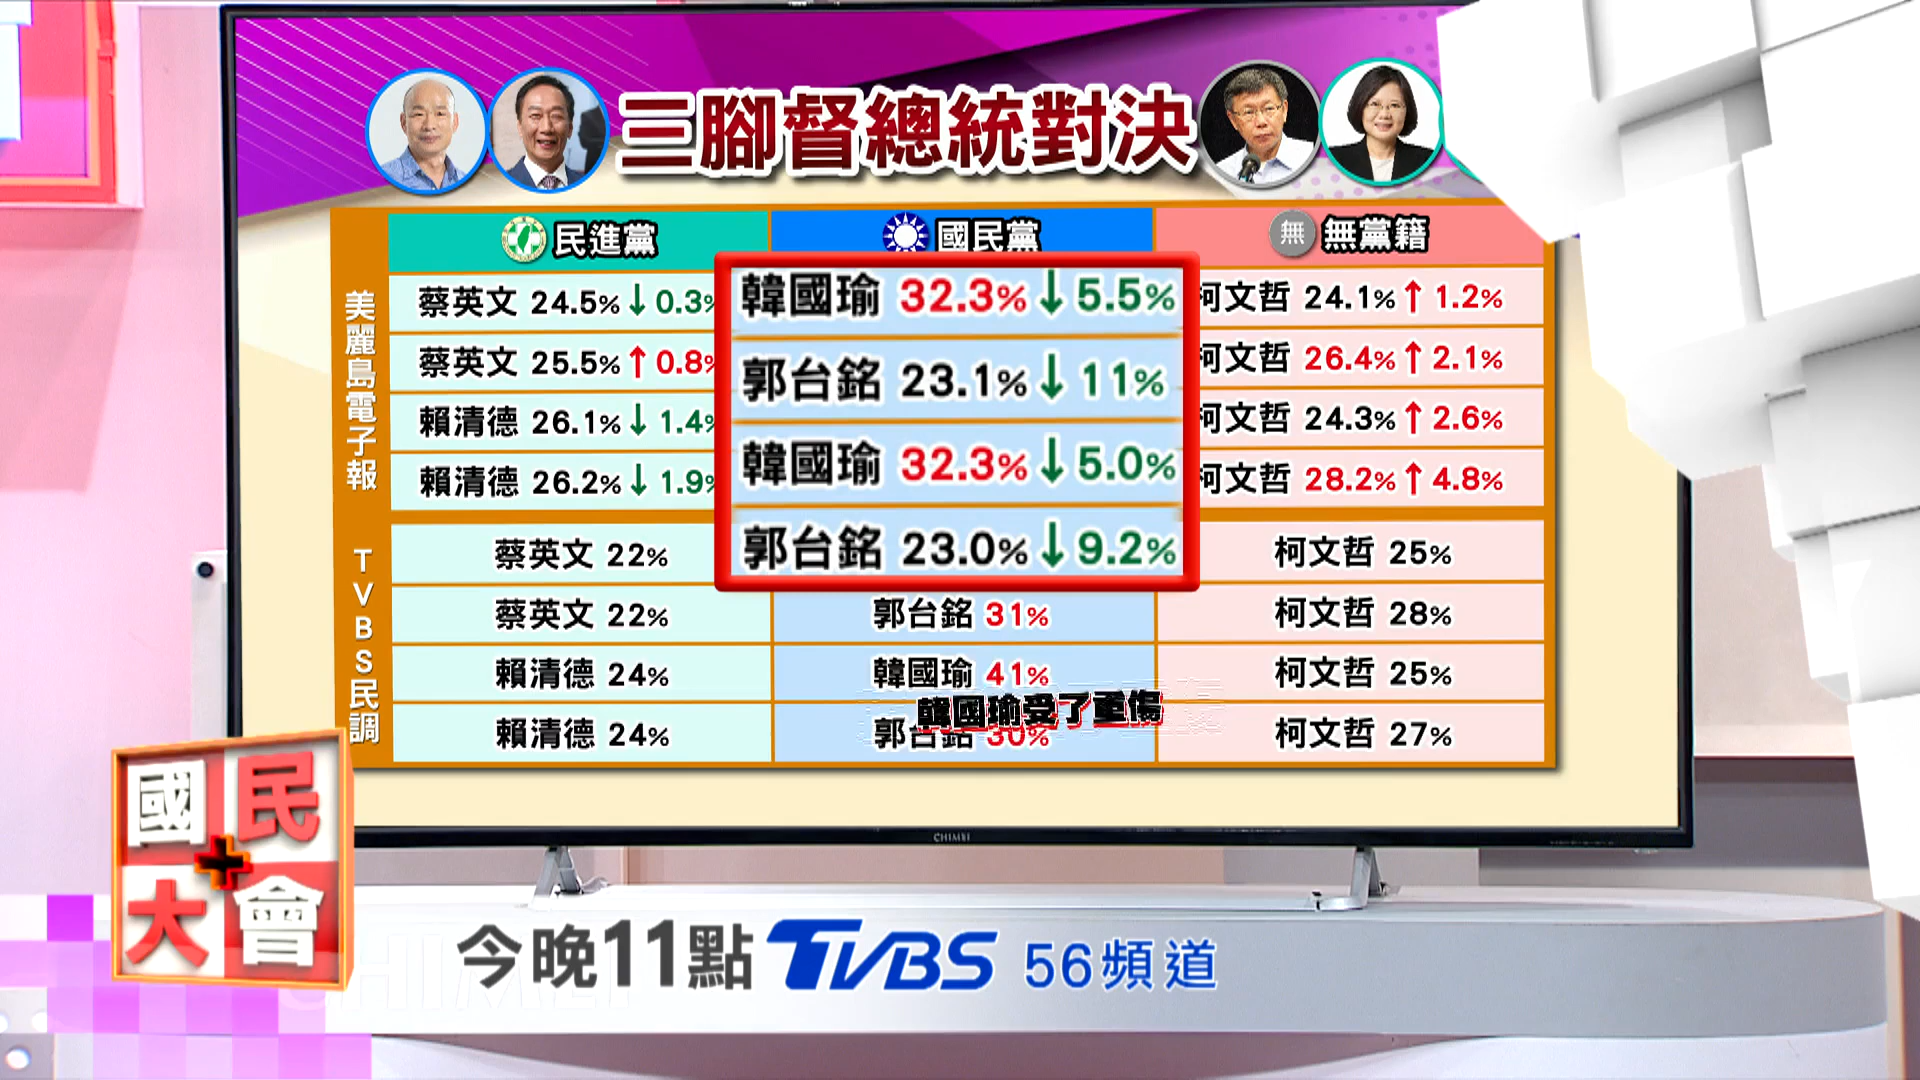 三腳督總統對決
民進黨
國民黨
無 無黨籍
美麗島電子報
蔡英文 24.5% ↓ 0.3%
韓國瑜 32.3% ↓ 5.5%
柯文哲 24.1% ↑ 1.2%
蔡英文 25.5% ↑ 0.8%
郭台銘 23.1% ↓ 11%
柯文哲 26.4% ↑ 2.1%
賴清德 26.1% ↓ 1.4%
韓國瑜 32.3% ↓ 5.0%
柯文哲 24.3% ↑ 2.6%
賴清德 26.2% ↓ 1.9%
郭台銘 23.0% ↓ 9.2%
柯文哲 28.2% ↑ 4.8%
TVBS民調
蔡英文 22%
柯文哲 25%
蔡英文 22%
郭台銘 31%
柯文哲 28%
賴清德 24%
韓國瑜 41%
柯文哲 25%
韓國瑜受了重傷
賴清德 24%
郭台銘 30%
柯文哲 27%
CHIMEI
國民大會
今晚11點 TVBS 56頻道